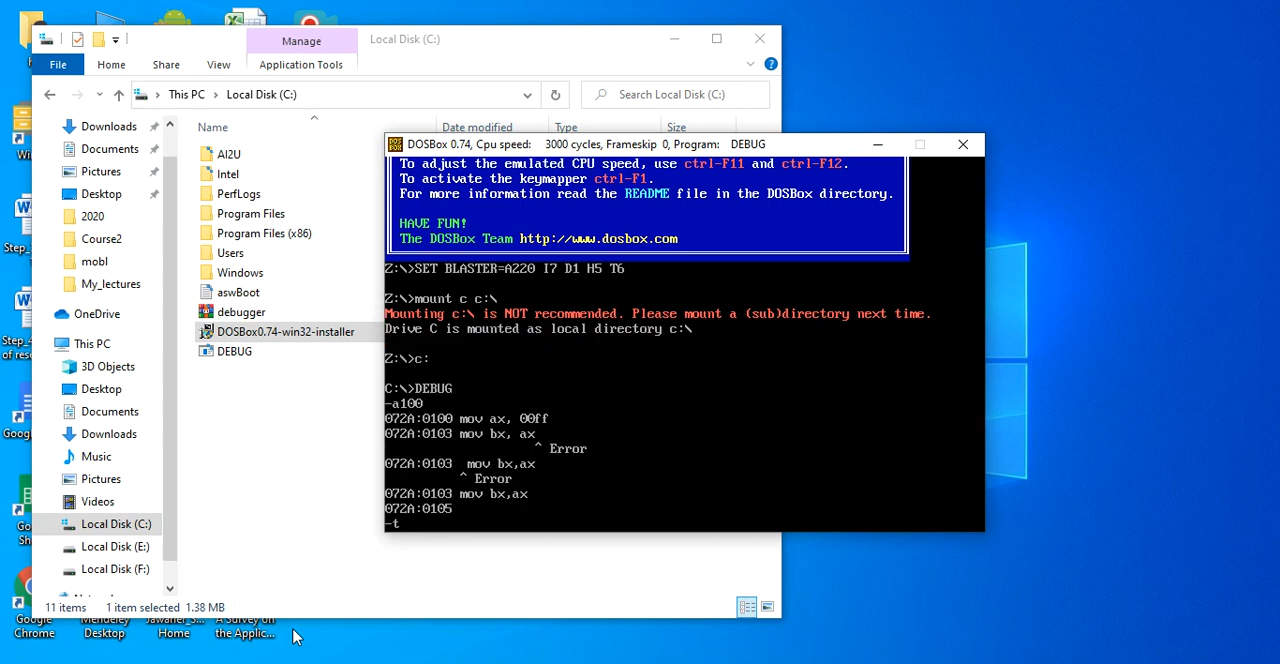 Manage
Local Disk (C:)
File
Home
Share
View
Application Tools
This PC
Local Disk (C:)
Search Local Disk (C:)
Downloads
Documents
Pictures
Desktop
2020
Course2
mobl
My_lectures
OneDrive
This PC
3D Objects
Desktop
Documents
Downloads
Music
Pictures
Videos
Local Disk (C:)
Local Disk (E:)
Local Disk (F:)
Name
Date modified
Type
Size
AI2U
Intel
PerfLogs
Program Files
Program Files (x86)
Users
Windows
aswBoot
debugger
DOSBox0.74-win32-installer
DEBUG
11 items
1 item selected 1.38 MB
DOSBox 0.74, Cpu speed: 3000 cycles, Frameskip 0, Program: DEBUG
To adjust the emulated CPU speed, use ctrl-F11 and ctrl-F12.
To activate the keymapper ctrl-F1.
For more information read the README file in the DOSBox directory.
HAVE FUN!
The DOSBox Team http://www.dosbox.com
Z:\>SET BLASTER=A220 I7 D1 H5 T6
Z:\>mount c c:\
Mounting c:\ is NOT recommended. Please mount a (sub)directory next time.
Drive C is mounted as local directory c:\
Z:\>c:
C:\>DEBUG
-a100
072A:0100 mov ax, 00ff
072A:0103 mov bx, ax
^ Error
072A:0103  mov bx,ax
^ Error
072A:0103 mov bx,ax
072A:0105
-t
Step_
Step_4
of rese
Google
Chrome
Mendeley
Desktop
Home
A Survey on
the Applic...